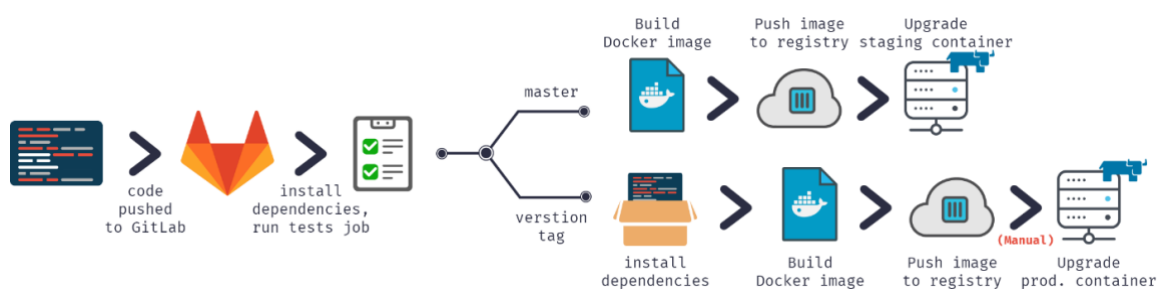 code
pushed
to GitLab
install
dependencies,
run tests job
master
verstion
tag
Build
Docker image
Push image
to registry
Upgrade
staging container
install
dependencies
Build
Docker image
Push image
to registry
(Manual)
Upgrade
prod. container